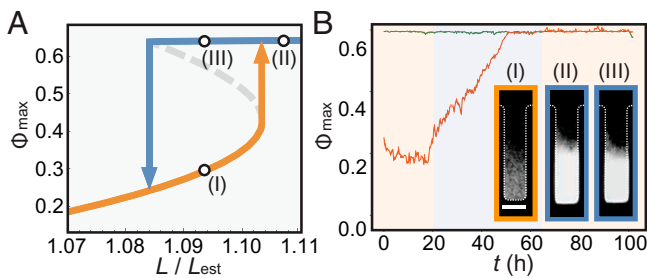 A
Φmax
0.6
0.5
0.4
0.3
0.2
(III)
(II)
(I)
1.07
1.08
1.09
1.10
1.11
L / Lest
B
Φmax
0.6
0.4
0.2
0.0
(I)
(II)
(III)
0
20
40
60
80
100
t (h)